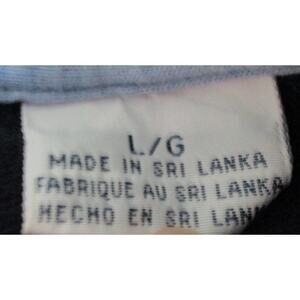 L/G
MADE IN SRI LANKA
FABRIQUE AU SRI LANKA
HECHO EN SRI LAN